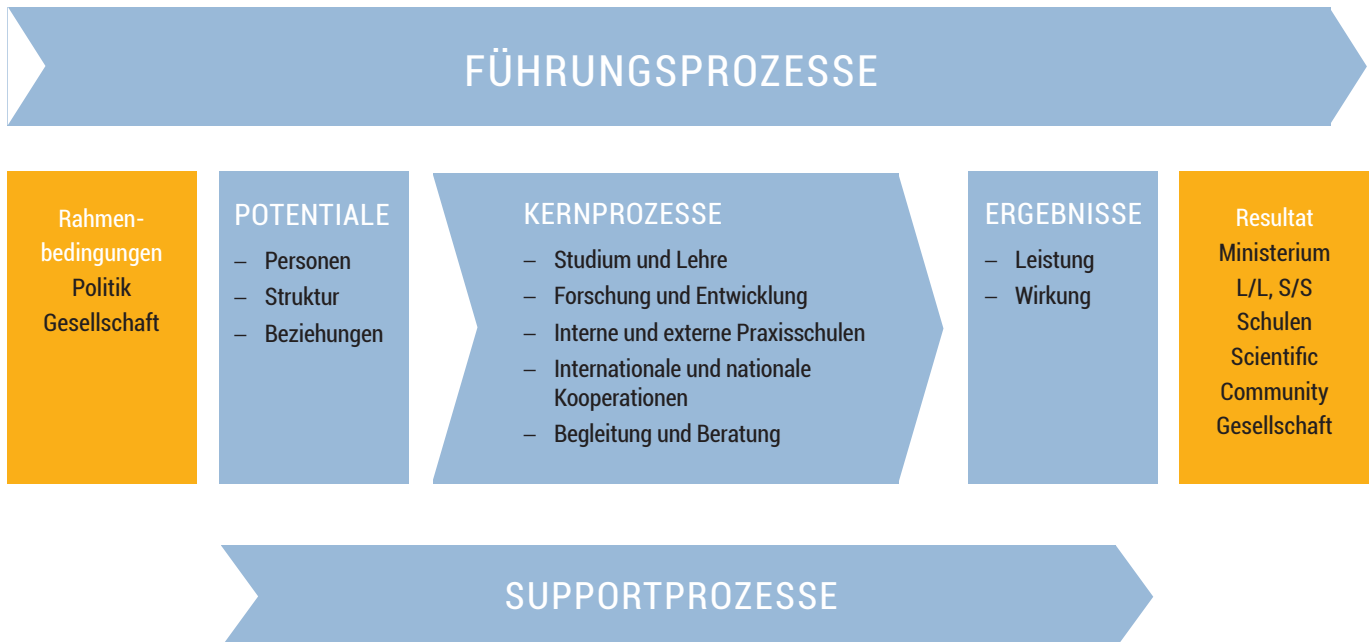 FÜHRUNGSPROZESSE
Rahmen-
bedingungen
Politik
Gesellschaft
POTENTIALE
– Personen
– Struktur
– Beziehungen
KERNPROZESSE
– Studium und Lehre
– Forschung und Entwicklung
– Interne und externe Praxisschulen
– Internationale und nationale
Kooperationen
– Begleitung und Beratung
ERGEBNISSE
– Leistung
– Wirkung
Resultat
Ministerium
L/L, S/S
Schulen
Scientific
Community
Gesellschaft
SUPPORTPROZESSE